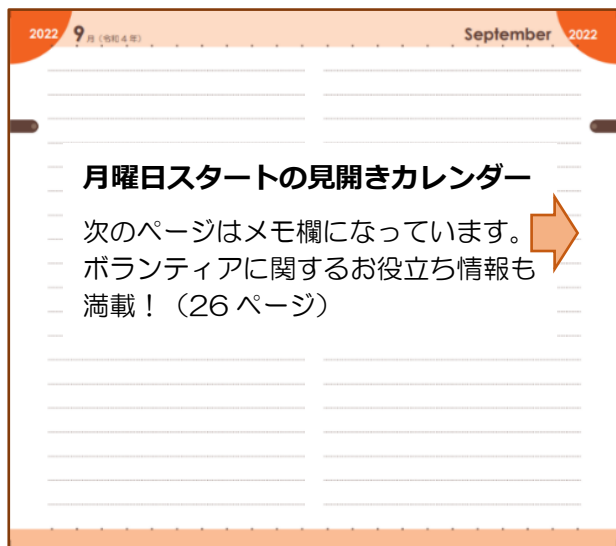 2022 9月(令和4年) September 2022
月曜日スタートの見開きカレンダー
次のページはメモ欄になっています。
ボランティアに関するお役立ち情報も
満載!(26 ページ)